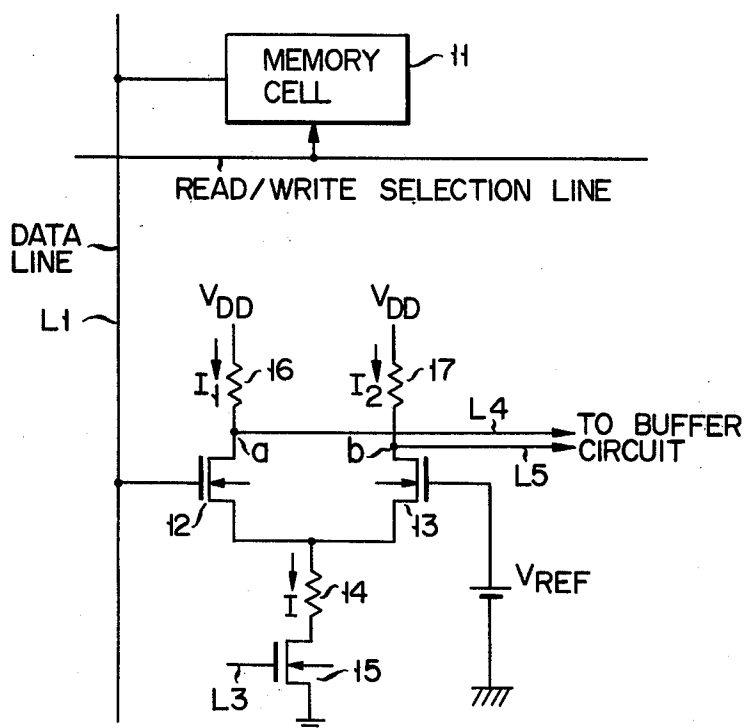 MEMORY
CELL
11
READ/WRITE SELECTION LINE
DATA
LINE
L1
VDD VDD
I1 16 I2 17
L4 TO BUFFER
a b CIRCUIT
L5
12 13
I 14 VREF
L3 15